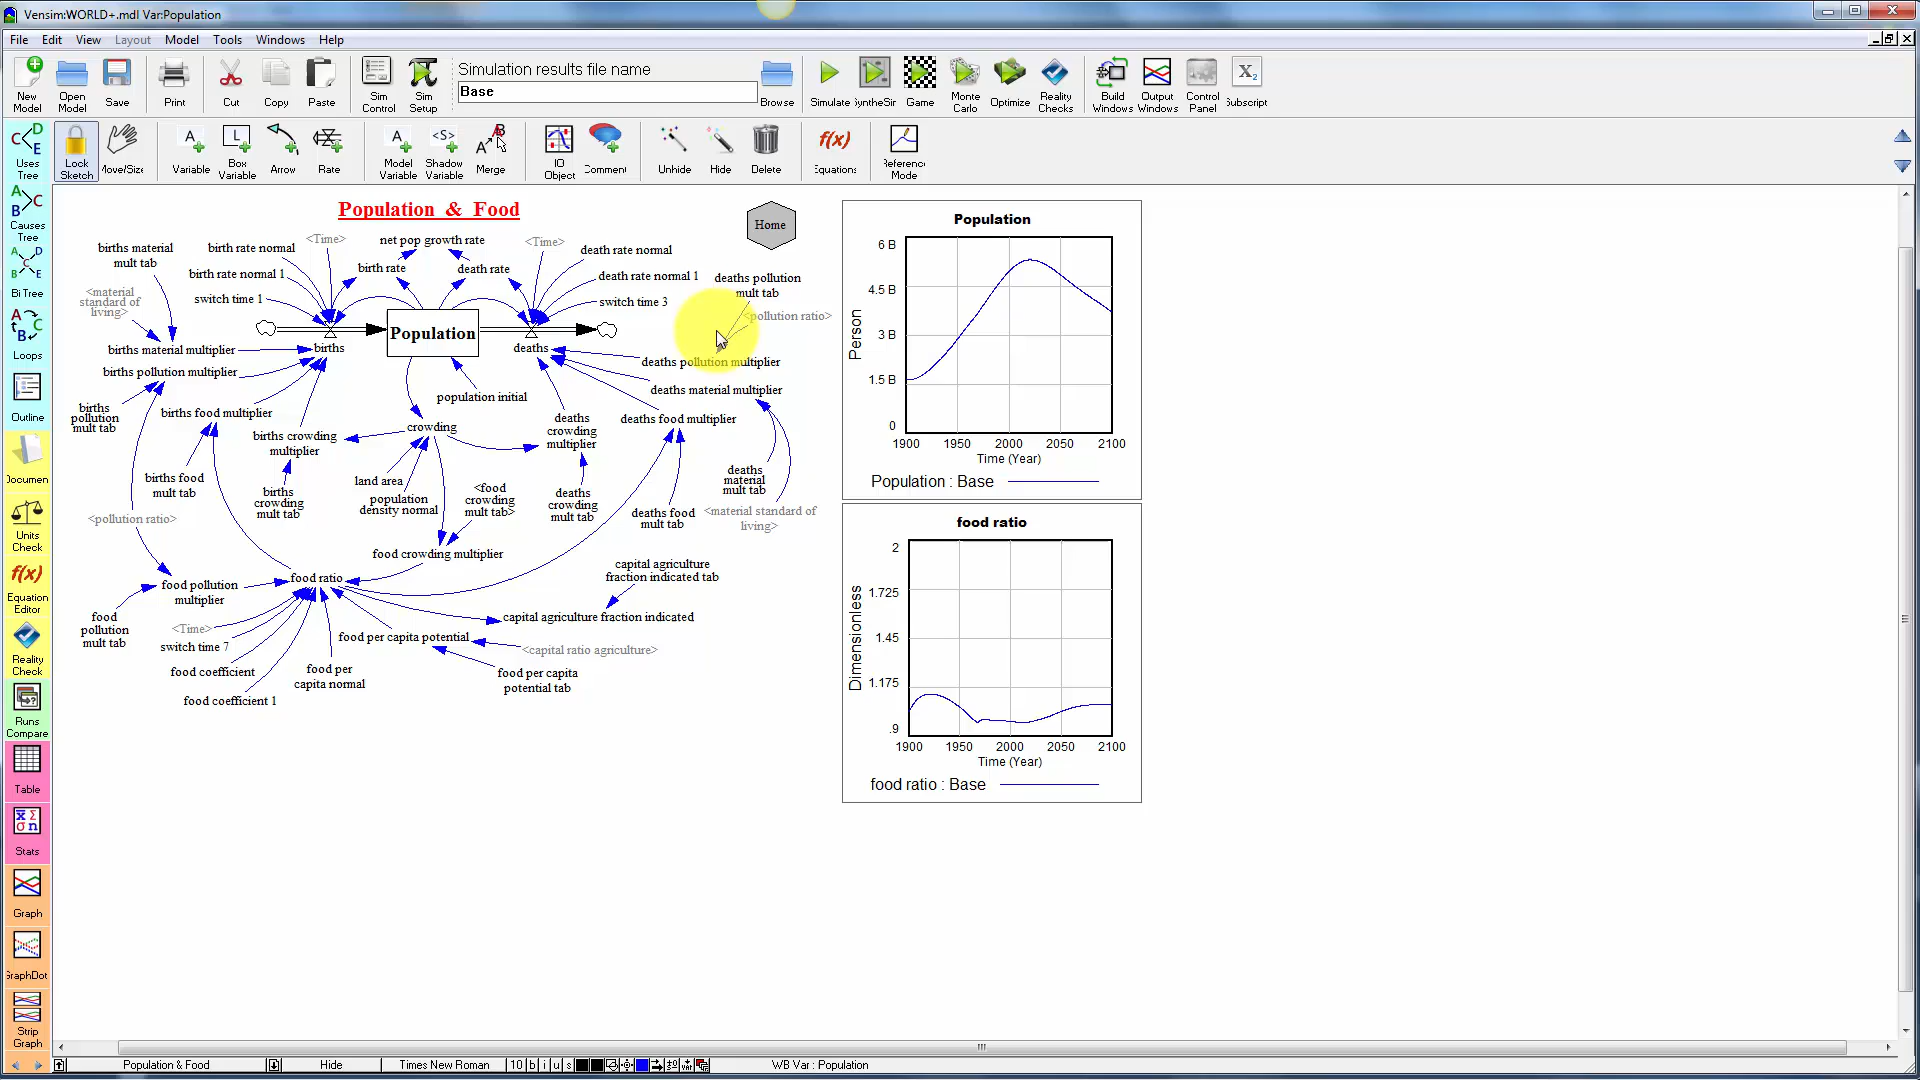 Vensim:WORLD+.mdl Var:Population
File Edit View Layout Model Tools Windows Help
New Model
Open Model
Save
Print
Cut
Copy
Paste
Sim Control
Sim Setup
Simulation results file name
Base
Browse
Simulate
SyntheSim
Game
Monte Carlo
Optimize
Reality Checks
Build Windows
Output Windows
Control Panel
Subscript
Lock Sketch
Move/Size
Variable
Box Variable
Arrow
Rate
Model Variable
Shadow Variable
Merge
IO Object
Comment
Unhide
Hide
Delete
Equations
Reference Mode
Uses Tree
Causes Tree
Bi Tree
Loops
Outline
Documen
Units Check
Equation Editor
Reality Check
Runs Compare
Table
Stats
Graph
GraphDot
Strip Graph
Population & Food
Home
births material
mult tab
birth rate normal
<Time>
net pop growth rate
<Time>
death rate normal
birth rate normal 1
birth rate
death rate
death rate normal 1
deaths pollution
mult tab
<material
standard of
living>
switch time 1
switch time 3
<pollution ratio>
Population
births material multiplier
births
deaths
births pollution multiplier
deaths pollution multiplier
deaths material multiplier
population initial
births
pollution
mult tab
births food multiplier
crowding
deaths
crowding
multiplier
deaths food multiplier
births crowding
multiplier
births food
mult tab
births
crowding
mult tab
land area
population
density normal
<food
crowding
mult tab>
deaths
crowding
mult tab
deaths
material
mult tab
deaths food
mult tab
<material standard of
living>
<pollution ratio>
food crowding multiplier
food pollution
multiplier
food ratio
capital agriculture
fraction indicated tab
capital agriculture fraction indicated
food
pollution
mult tab
<Time>
switch time 7
food coefficient
food coefficient 1
food per
capita normal
food per capita potential
<capital ratio agriculture>
food per capita
potential tab
Population
6 B
4.5 B
3 B
1.5 B
0
Person
1900 1950 2000 2050 2100
Time (Year)
Population : Base
food ratio
2
1.725
1.45
1.175
.9
Dimensionless
1900 1950 2000 2050 2100
Time (Year)
food ratio : Base
Population & Food
Hide
Times New Roman
10 b i u s
WB Var : Population